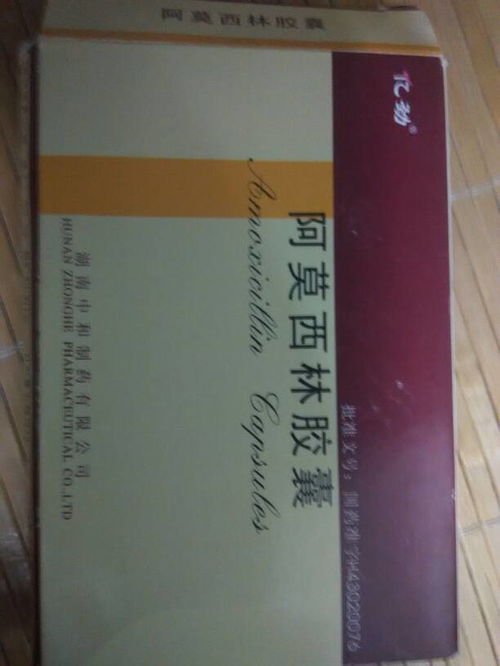 阿莫西林胶囊
亿劲®
批准文号：国药准字H43020076
阿莫西林胶囊
Amoxicillin Capsules
湖南中和制药有限公司
HUNAN ZHONGHE PHARMACEUTICAL CO.,LTD